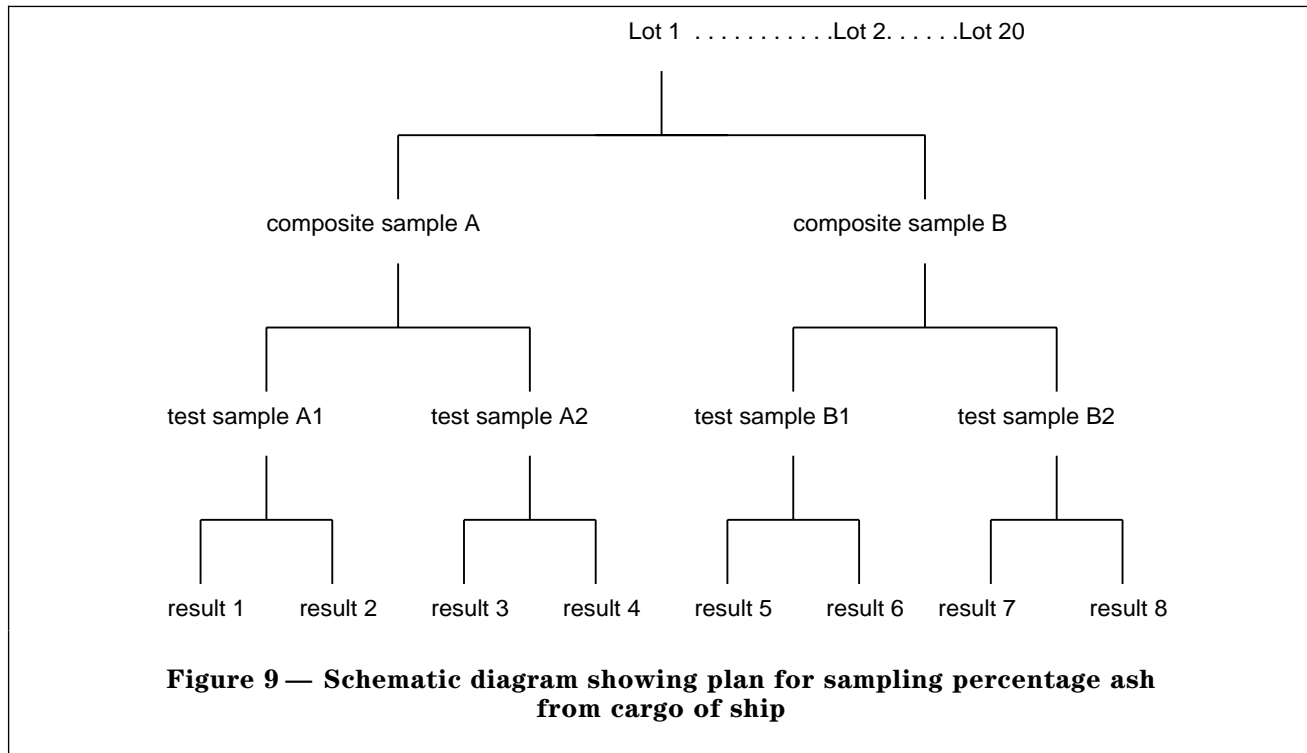 Lot 1 . . . . . . . . . . .Lot 2. . . . . .Lot 20
composite sample A composite sample B
test sample A1 test sample A2 test sample B1 test sample B2
result 1 result 2 result 3 result 4 result 5 result 6 result 7 result 8
Figure 9 — Schematic diagram showing plan for sampling percentage ash
from cargo of ship